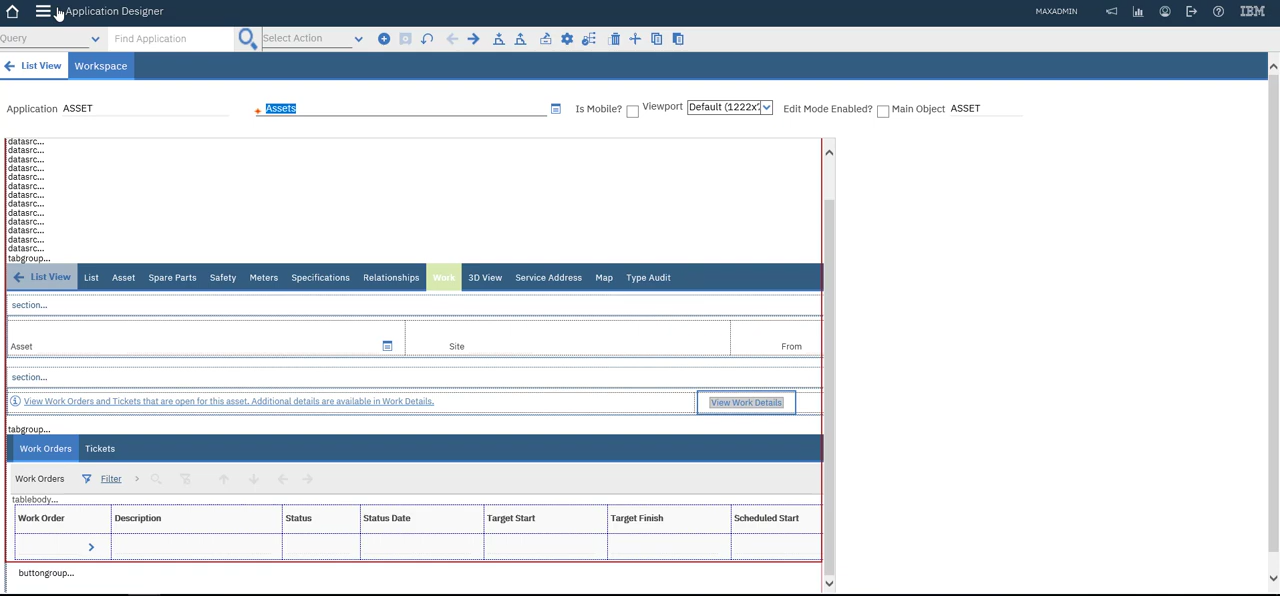 Application Designer MAXADMIN IBM
Query Find Application Select Action
List View Workspace
Application ASSET Assets Is Mobile? Viewport Default (1222x Edit Mode Enabled? Main Object ASSET
datasrc...
datasrc...
datasrc...
datasrc...
datasrc...
datasrc...
datasrc...
datasrc...
datasrc...
datasrc...
datasrc...
datasrc...
datasrc...
tabgroup...
List View List Asset Spare Parts Safety Meters Specifications Relationships Work 3D View Service Address Map Type Audit
section...
Asset Site From
section...
View Work Orders and Tickets that are open for this asset. Additional details are available in Work Details. View Work Details
tabgroup...
Work Orders Tickets
Work Orders Filter
tablebody...
Work Order Description Status Status Date Target Start Target Finish Scheduled Start
buttongroup...